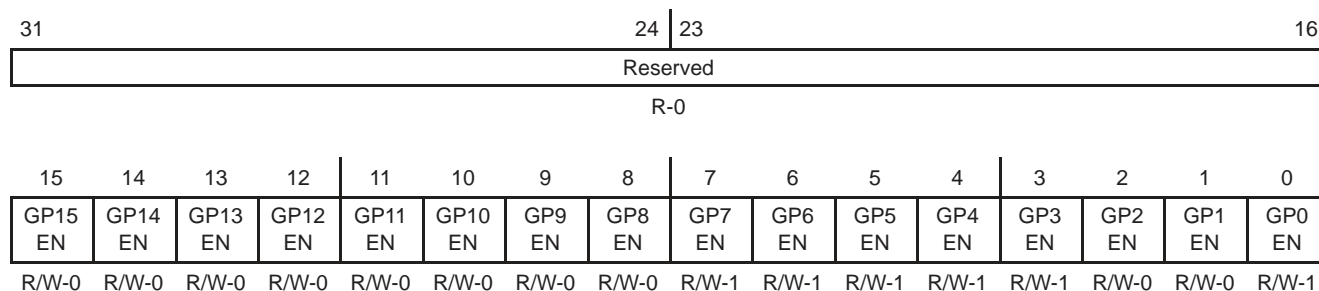 31 24 23 16
Reserved
R-0
15 14 13 12 11 10 9 8 7 6 5 4 3 2 1 0
GP15 GP14 GP13 GP12 GP11 GP10 GP9 GP8 GP7 GP6 GP5 GP4 GP3 GP2 GP1 GP0
EN EN EN EN EN EN EN EN EN EN EN EN EN EN EN EN
R/W-0 R/W-0 R/W-0 R/W-0 R/W-0 R/W-0 R/W-0 R/W-0 R/W-1 R/W-1 R/W-1 R/W-1 R/W-1 R/W-0 R/W-0 R/W-1